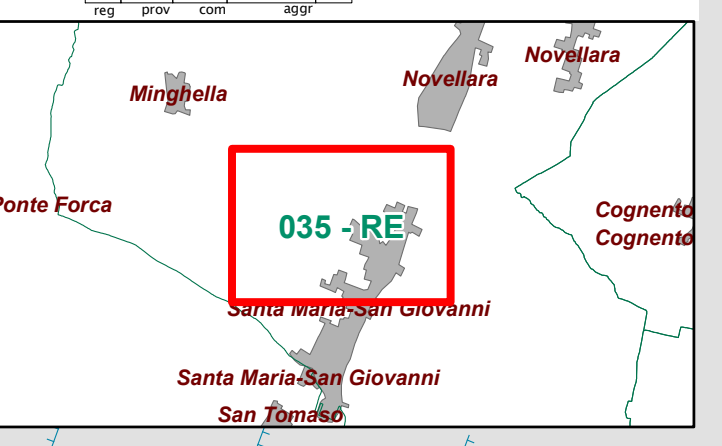 reg prov com aggr
Novellara
Novellara
Minghella
Ponte Forca
Cognento
035 - RE
Cognento
Santa Maria-San Giovanni
Santa Maria-San Giovanni
San Tomaso